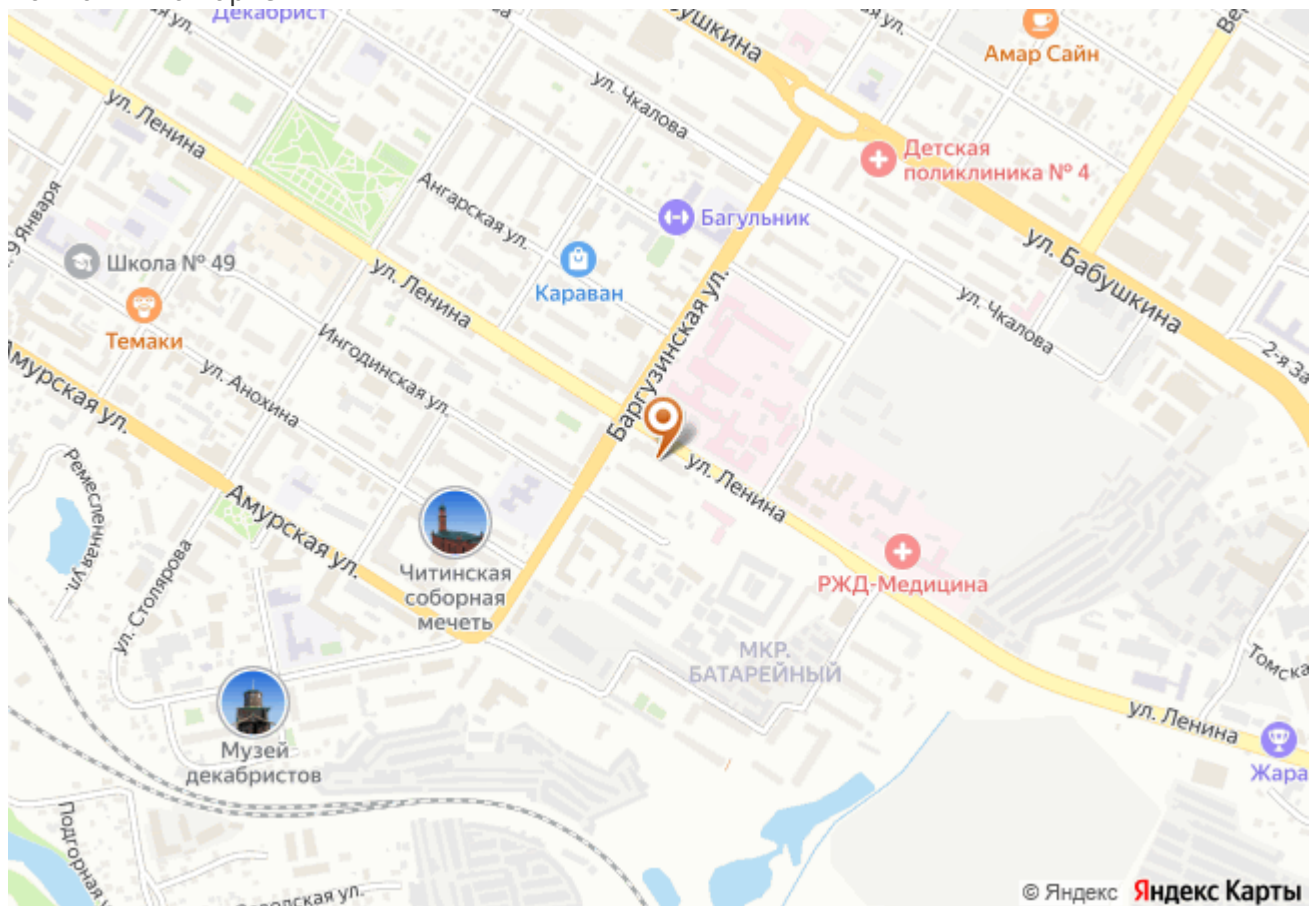 Декабрист
Бабушкина
ул. Чкалова
Амар Сайн
ул. Ленина
Детская
поликлиника № 4
Ангарская ул.
Багульник
9 Января
Школа № 49
ул. Ленина
Караван
ул. Бабушкина
ул. Чкалова
Темаки
Ингодинская ул.
Баргузинская ул.
Амурская ул.
ул. Анохина
ул. Ленина
Ремесленная ул.
Амурская ул.
ул. Столярова
Читинская
соборная
мечеть
РЖД-Медицина
МКР.
БАТАРЕЙНЫЙ
ул. Ленина
Музей
декабристов
Жара
Подгорная
© Яндекс Яндекс Карты